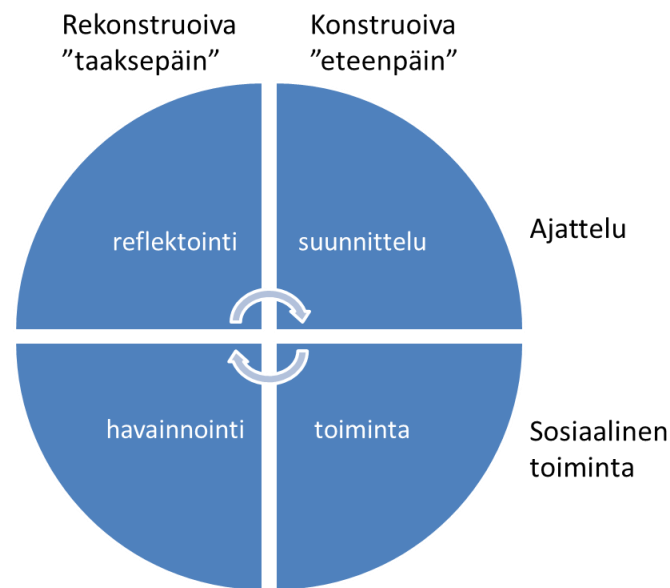 Rekonstruoiva
”taaksepäin”
Konstruoiva
”eteenpäin”
reflektointi
suunnittelu
Ajattelu
havainnointi
toiminta
Sosiaalinen
toiminta